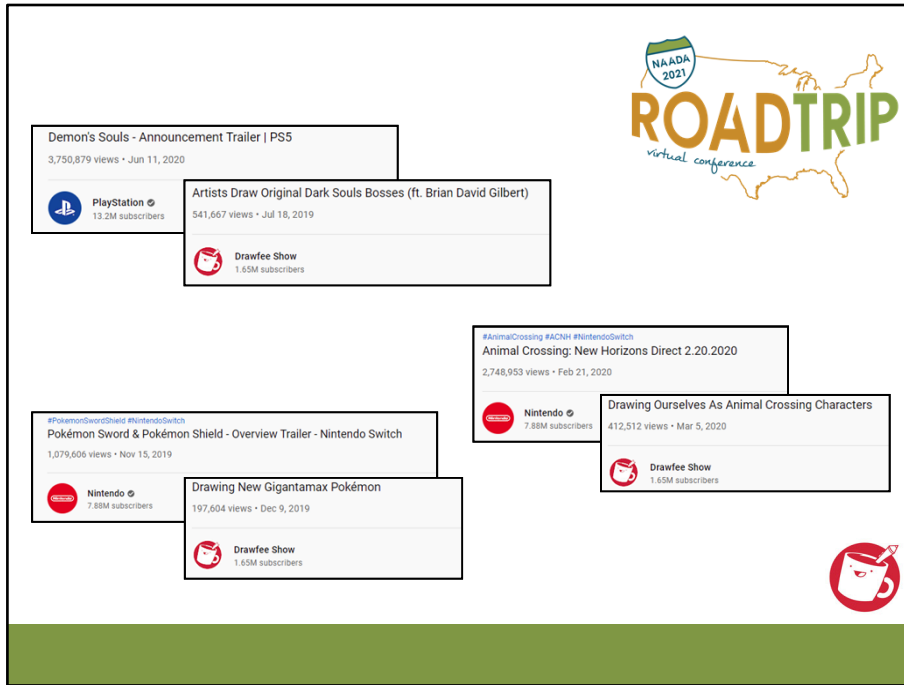 NAADA
2021
ROADTRIP
virtual conference
Demon's Souls - Announcement Trailer | PS5
3,750,879 views • Jun 11, 2020
PlayStation
13.2M subscribers
Artists Draw Original Dark Souls Bosses (ft. Brian David Gilbert)
541,667 views • Jul 18, 2019
Drawfee Show
1.65M subscribers
#AnimalCrossing #ACNH #NintendoSwitch
Animal Crossing: New Horizons Direct 2.20.2020
2,748,953 views • Feb 21, 2020
Nintendo
7.88M subscribers
Drawing Ourselves As Animal Crossing Characters
412,512 views • Mar 5, 2020
Drawfee Show
1.65M subscribers
#PokemonSwordShield #NintendoSwitch
Pokémon Sword & Pokémon Shield - Overview Trailer - Nintendo Switch
1,079,606 views • Nov 15, 2019
Nintendo
Nintendo
7.88M subscribers
Drawing New Gigantamax Pokémon
197,604 views • Dec 9, 2019
Drawfee Show
1.65M subscribers